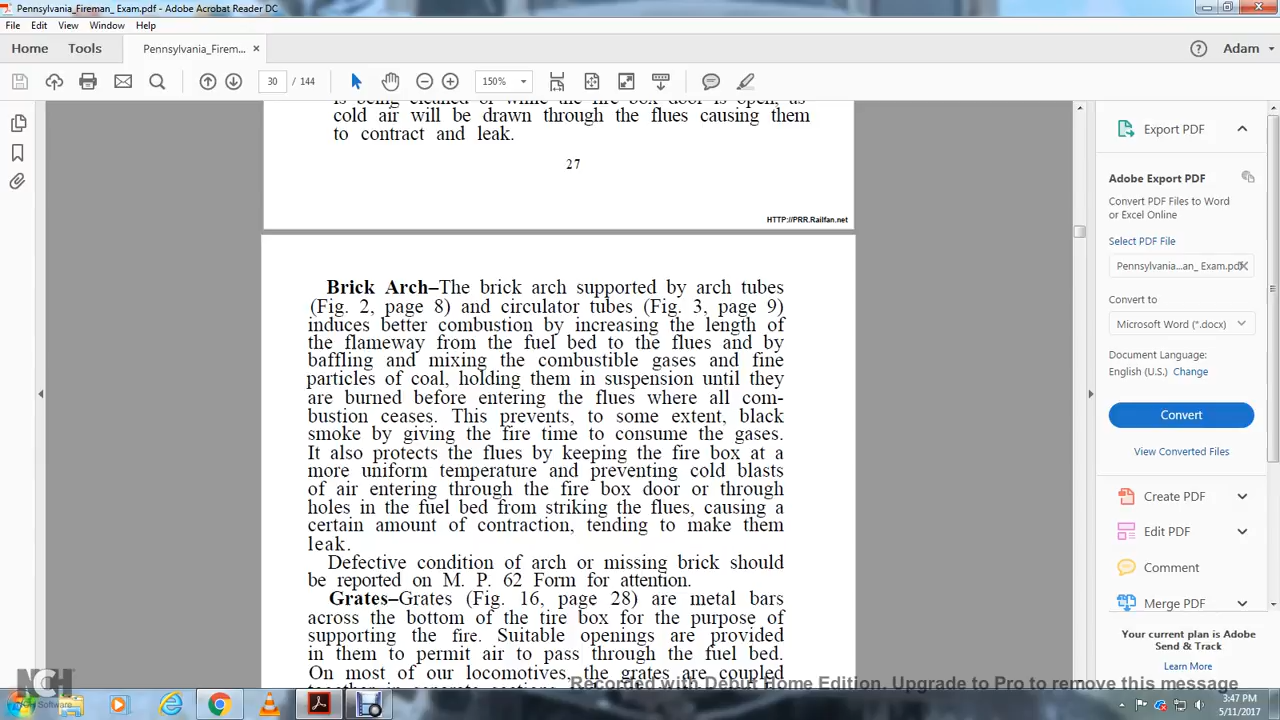 Pennsylvania_Fireman_ Exam.pdf - Adobe Acrobat Reader DC
File Edit View Window Help
Home Tools Pennsylvania_Firem... × Adam
30 / 144 150%
cold air will be drawn through the flues causing them
to contract and leak.
27
HTTP://PRR.Railfan.net
Brick Arch–The brick arch supported by arch tubes
(Fig. 2, page 8) and circulator tubes (Fig. 3, page 9)
induces better combustion by increasing the length of
the flameway from the fuel bed to the flues and by
baffling and mixing the combustible gases and fine
particles of coal, holding them in suspension until they
are burned before entering the flues where all com-
bustion ceases. This prevents, to some extent, black
smoke by giving the fire time to consume the gases.
It also protects the flues by keeping the fire box at a
more uniform temperature and preventing cold blasts
of air entering through the fire box door or through
holes in the fuel bed from striking the flues, causing a
certain amount of contraction, tending to make them
leak.
Defective condition of arch or missing brick should
be reported on M. P. 62 Form for attention.
Grates–Grates (Fig. 16, page 28) are metal bars
across the bottom of the tire box for the purpose of
supporting the fire. Suitable openings are provided
in them to permit air to pass through the fuel bed.
On most of our locomotives, the grates are coupled
Export PDF
Adobe Export PDF
Convert PDF Files to Word
or Excel Online
Select PDF File
Pennsylvania...an_ Exam.pdf
Convert to
Microsoft Word (*.docx)
Document Language:
English (U.S.) Change
Convert
View Converted Files
Create PDF
Edit PDF
Comment
Merge PDF
Your current plan is Adobe
Send & Track
Learn More
Recorded with Debut Home Edition. Upgrade to Pro to remove this message
NCH
Software
3:47 PM
5/11/2017